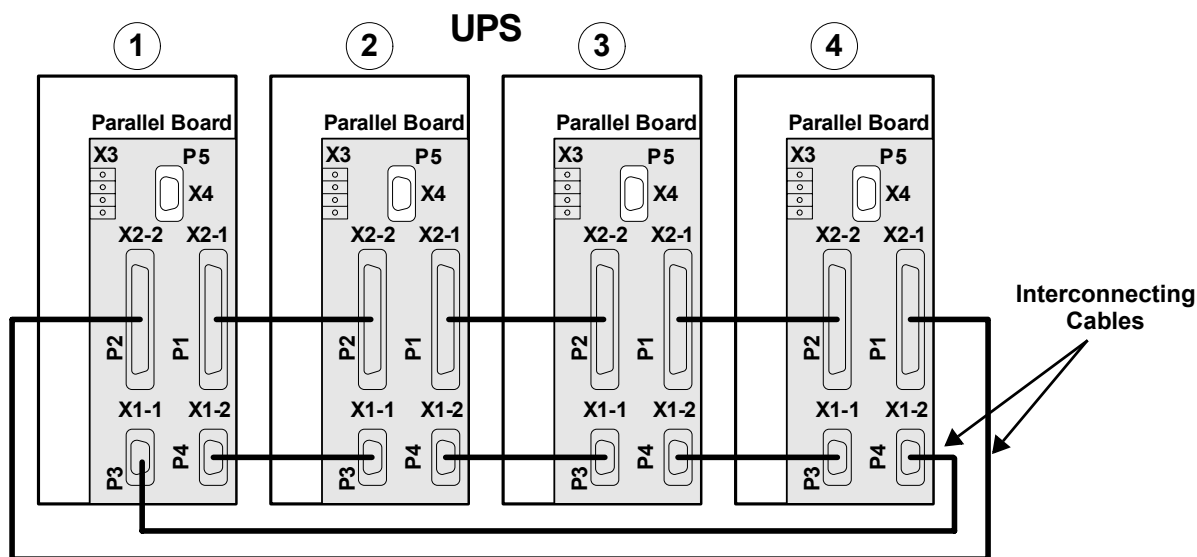 UPS
1 2 3 4
Parallel Board Parallel Board Parallel Board Parallel Board
X3 P5 X3 P5 X3 P5 X3 P5
X4 X4 X4 X4
X2-2 X2-1 X2-2 X2-1 X2-2 X2-1 X2-2 X2-1
Interconnecting
Cables
P2 P1 P2 P1 P2 P1 P2 P1
X1-1 X1-2 X1-1 X1-2 X1-1 X1-2 X1-1 X1-2
P3 P4 P3 P4 P3 P4 P3 P4